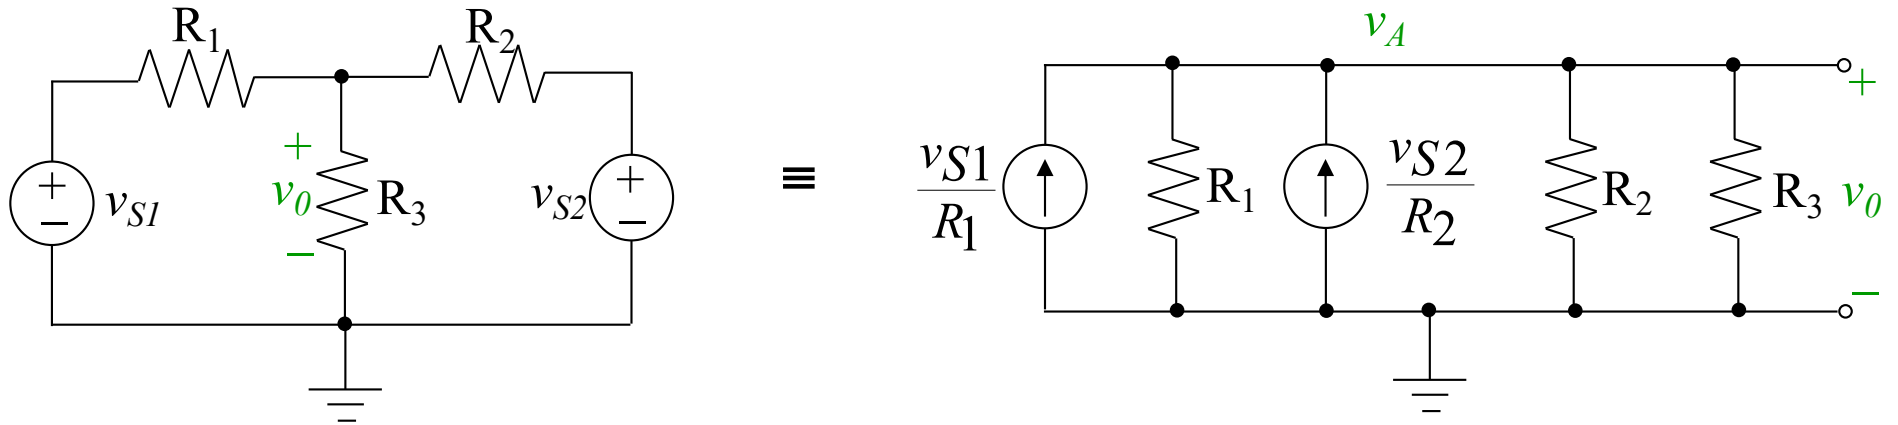 R1
R2
+
v0
−
R3
+
−
vS1
vS2
+
−
≡
vA
vS1
R1
R1
vS2
R2
R2
R3
+
v0
−